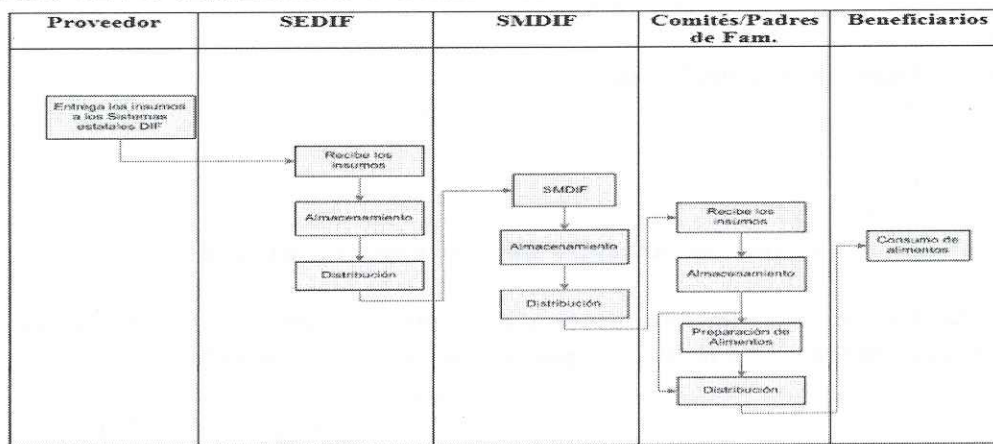 Proveedor
SEDIF
SMDIF
Comités/Padres
de Fam.
Beneficiarios
Entrega los insumos
a los Sistemas
estatales DIF
Recibe los
insumos
Almacenamiento
Distribución
SMDIF
Almacenamiento
Distribución
Recibe los
insumos
Almacenamiento
Preparación de
Alimentos
Distribución
Consumo de
alimentos